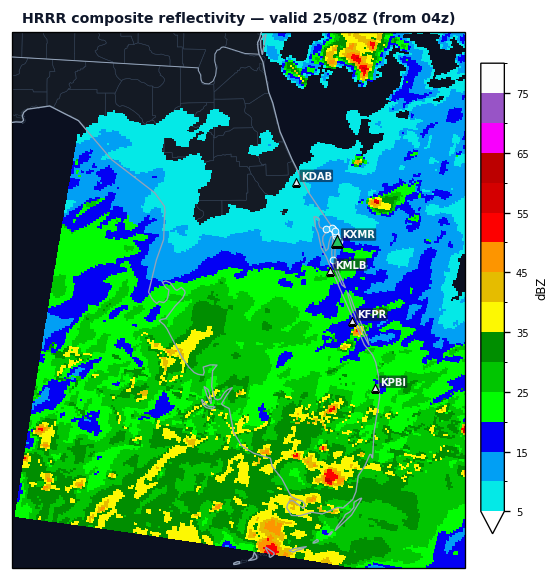 HRRR composite reflectivity — valid 25/08Z (from 04z)
KDAB
KXMR
KMLB
KFPR
KPBI
75
65
55
45
35
25
15
5
dBZ